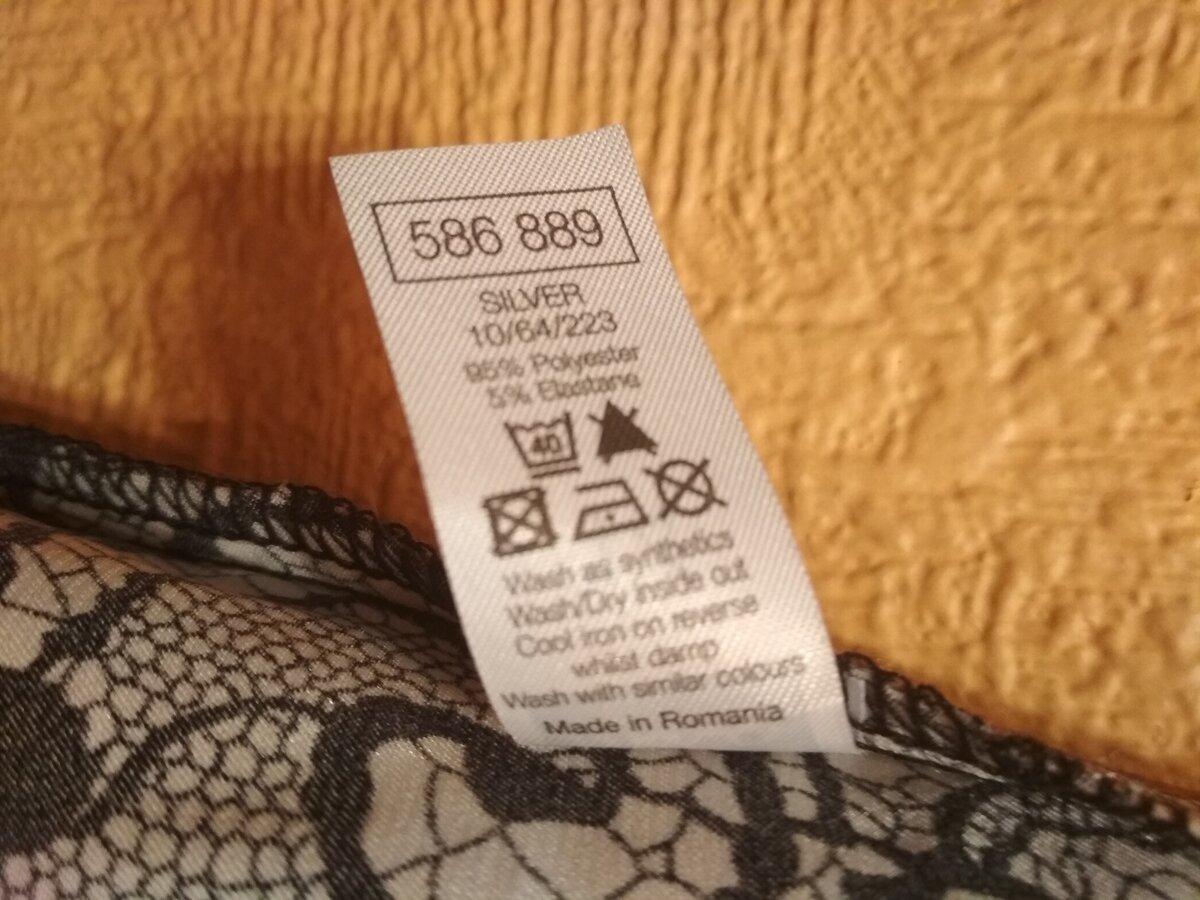 586 889
SILVER
10/64/223
95% Polyester
5% Elastane
40
Wash as synthetics
Wash/Dry inside out
Cool iron on reverse
whilst damp
Wash with similar colours
Made in Romania